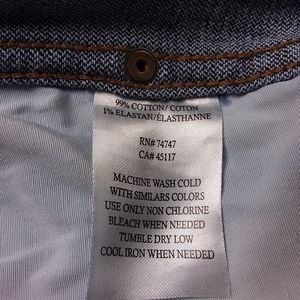 99% COTTON/ COTON
1% ELASTAN/ÉLASTHANNE
RN# 74747
CA# 45117
MACHINE WASH COLD
WITH SIMILARS COLORS
USE ONLY NON CHLORINE
BLEACH WHEN NEEDED
TUMBLE DRY LOW
COOL IRON WHEN NEEDED